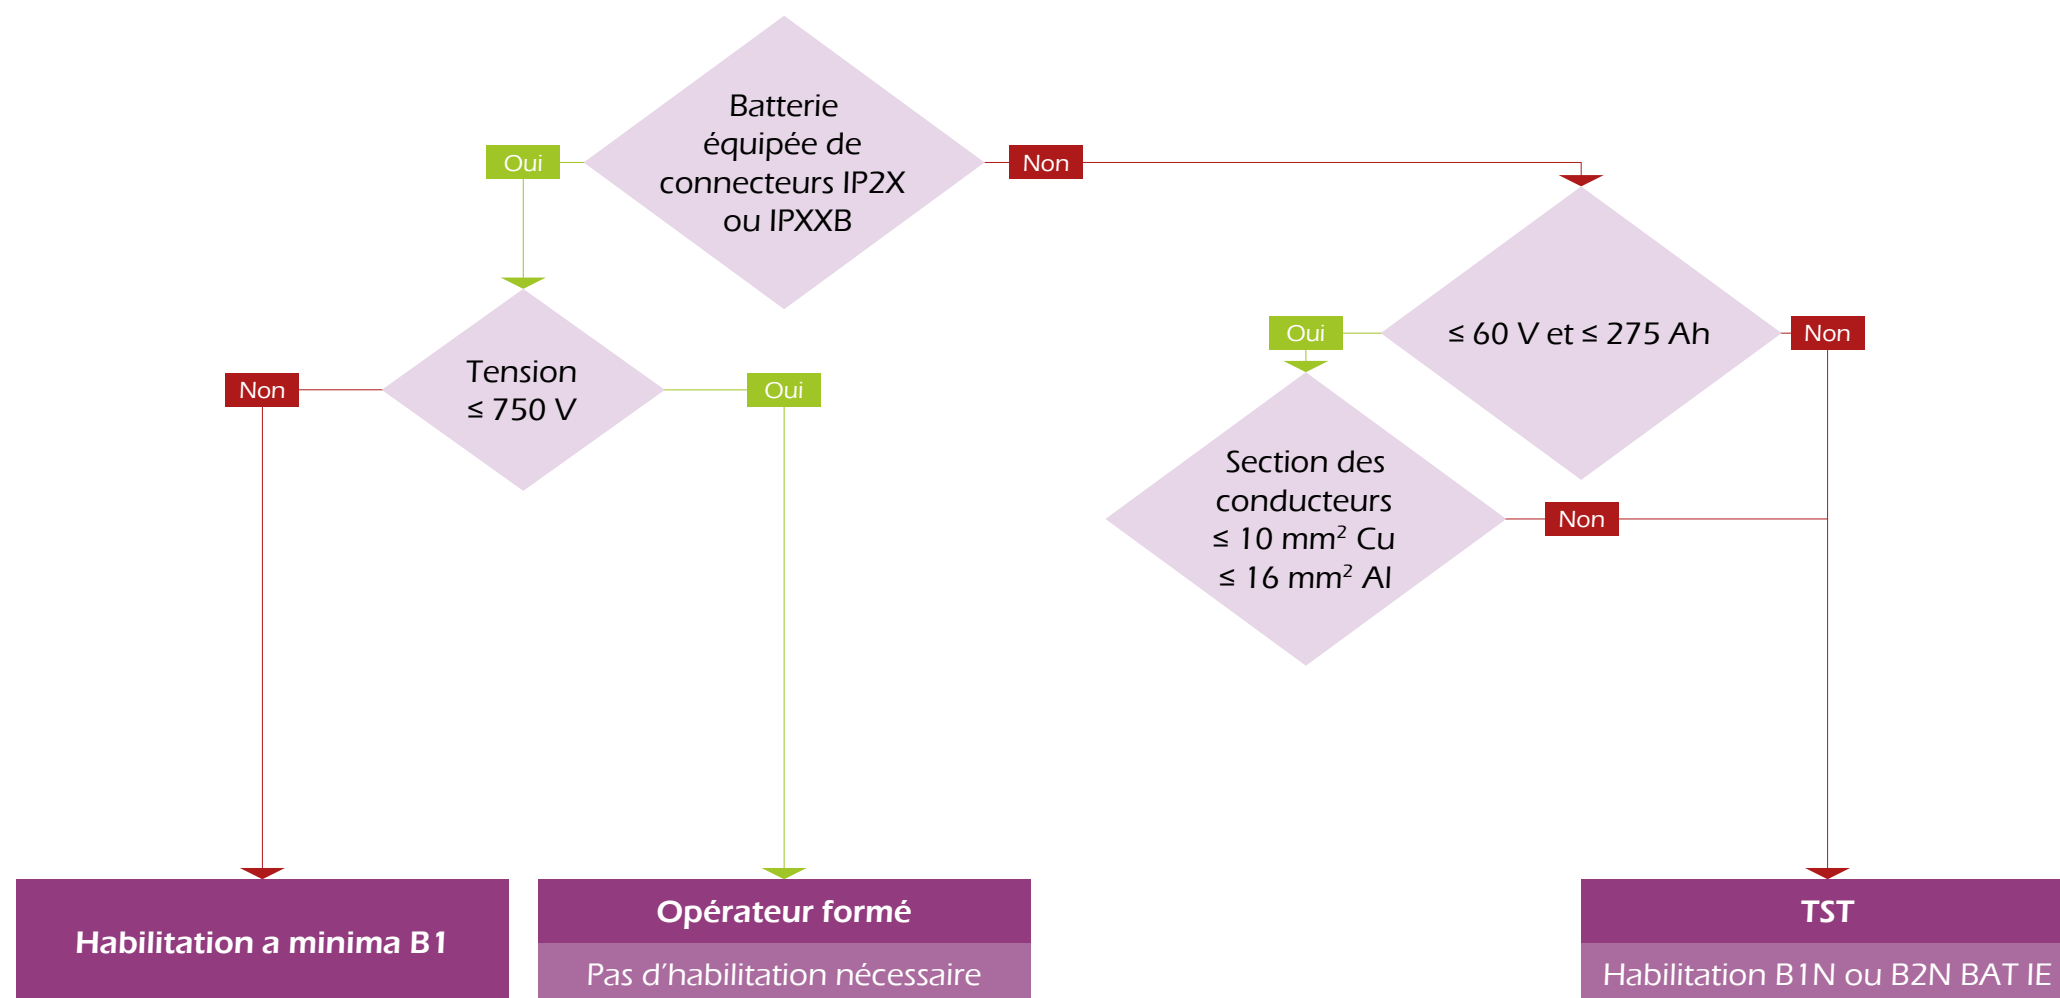 Batterie
équipée de
connecteurs IP2X
ou IPXXB
Oui
Non
Tension
≤ 750 V
Non
Oui
≤ 60 V et ≤ 275 Ah
Oui
Non
Section des
conducteurs
≤ 10 mm² Cu
≤ 16 mm² Al
Non
Habilitation a minima B1
Opérateur formé
Pas d’habilitation nécessaire
TST
Habilitation B1N ou B2N BAT IE